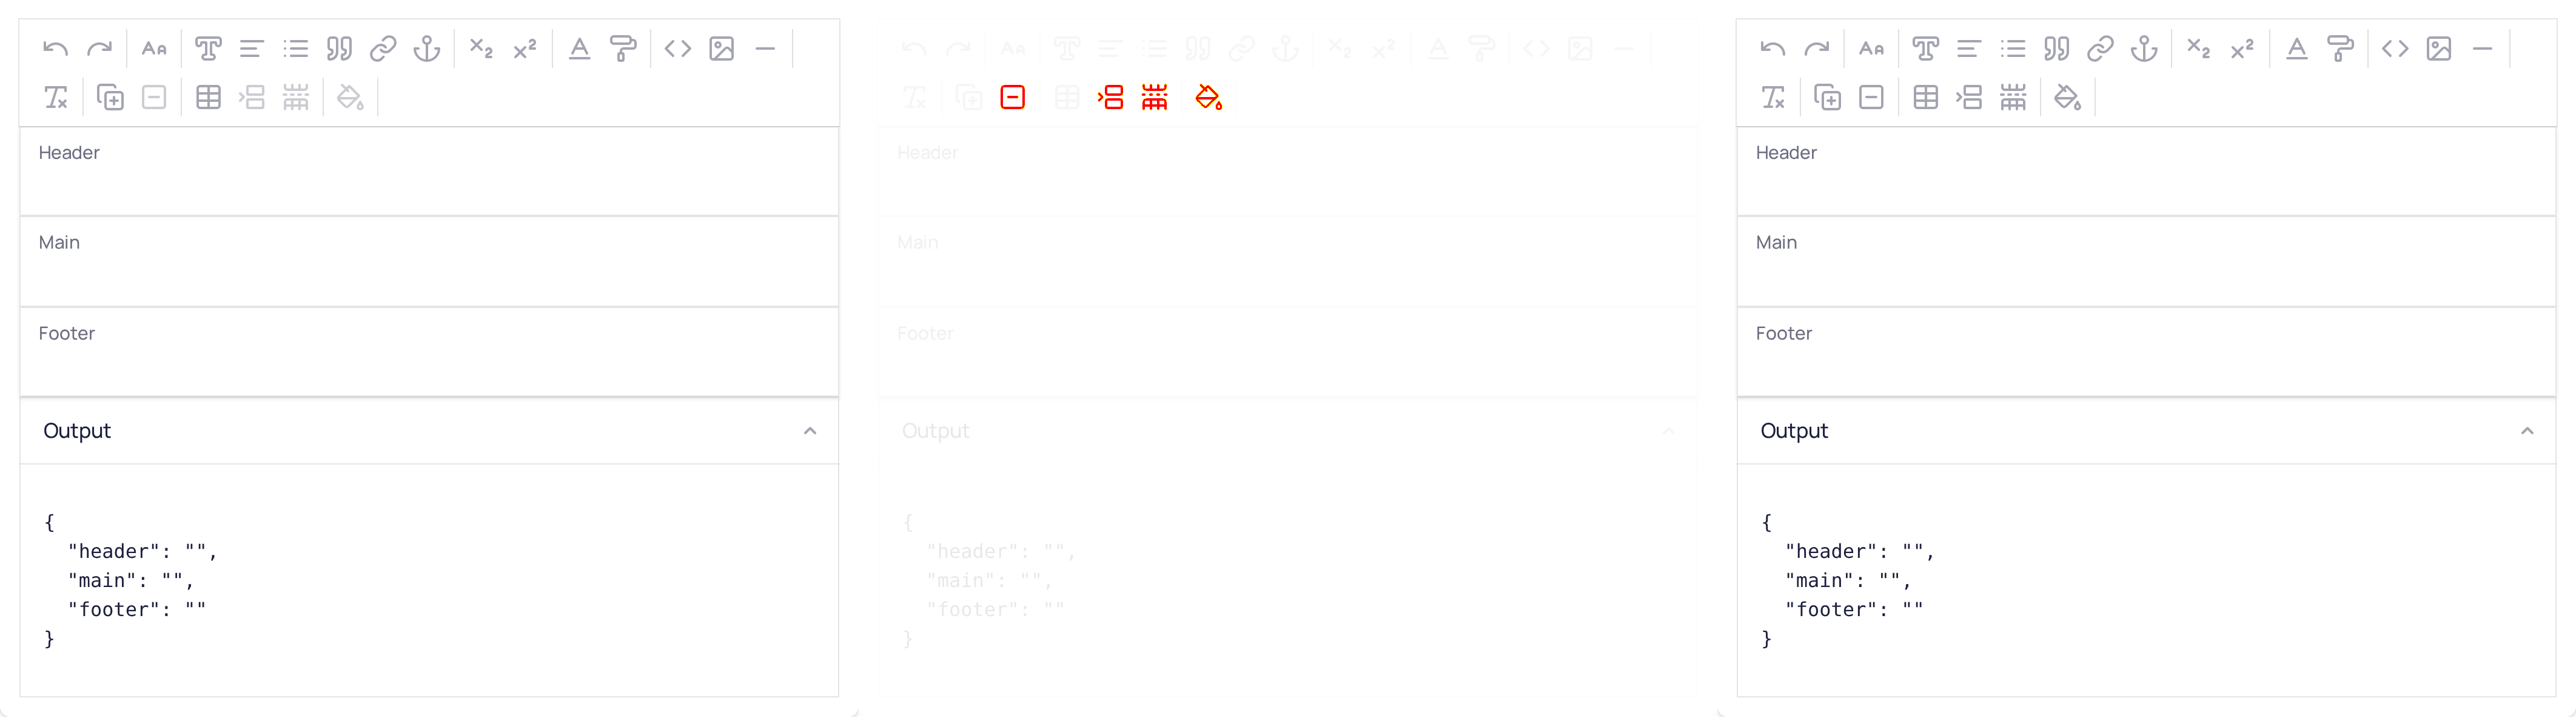 Header
Main
Footer
Output
{
"header": "",
"main": "",
"footer": ""
}
Header
Main
Footer
Output
{
"header": "",
"main": "",
"footer": ""
}
Header
Main
Footer
Output
{
"header": "",
"main": "",
"footer": ""
}